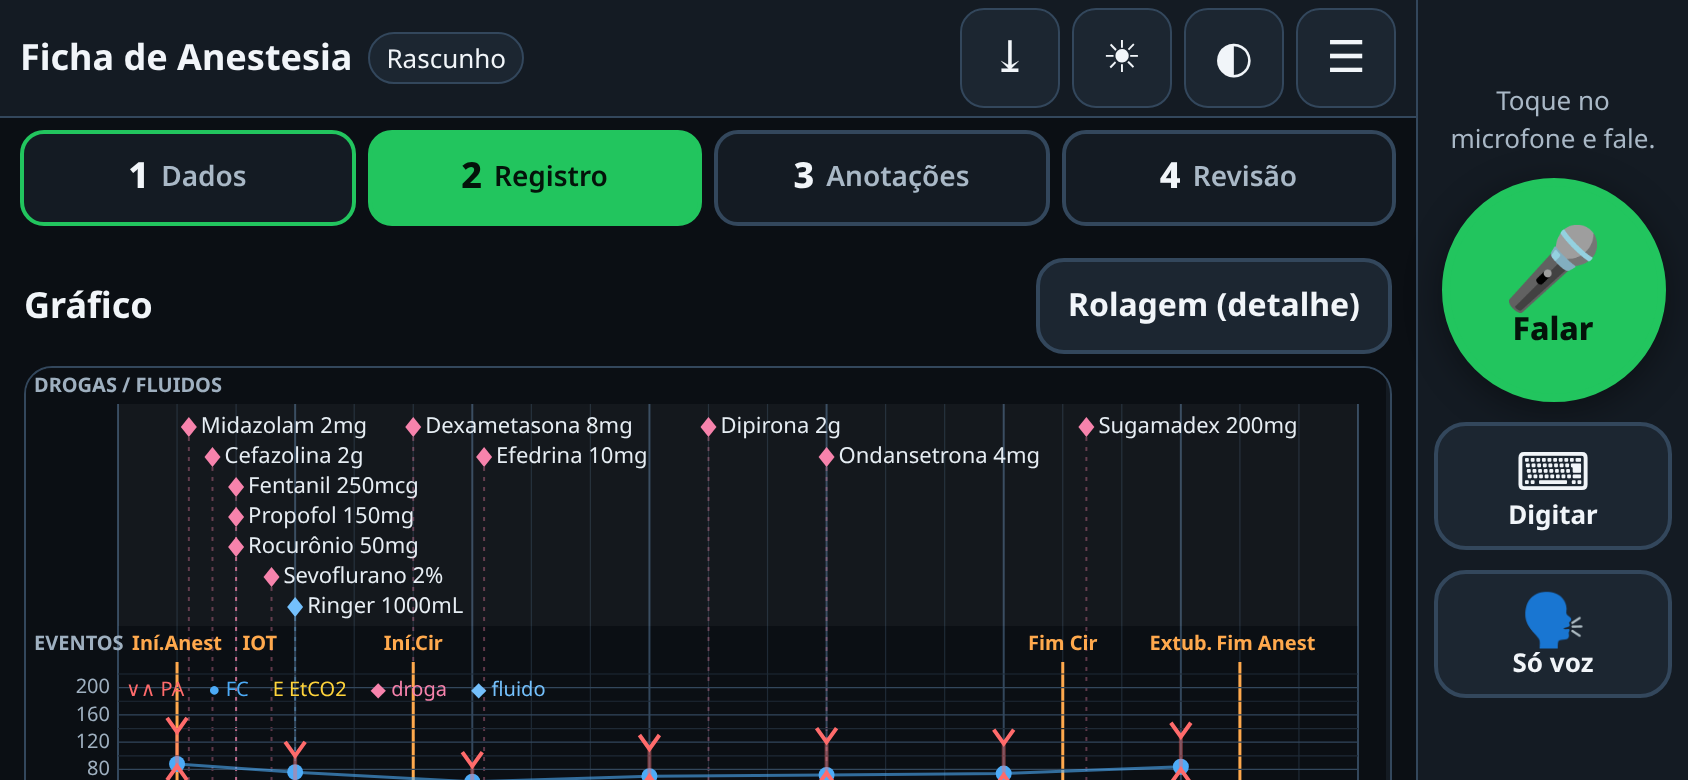 Ficha de Anestesia Rascunho
1 Dados 2 Registro 3 Anotações 4 Revisão
Gráfico Rolagem (detalhe)
DROGAS / FLUIDOS
Midazolam 2mg Dexametasona 8mg Dipirona 2g Sugamadex 200mg
Cefazolina 2g Efedrina 10mg Ondansetrona 4mg
Fentanil 250mcg
Propofol 150mg
Rocurônio 50mg
Sevoflurano 2%
Ringer 1000mL
EVENTOS Iní.Anest IOT Iní.Cir Fim Cir Extub. Fim Anest
200 PA FC E EtCO2 droga fluido
160
120
80
Toque no
microfone e fale.
Falar
Digitar
Só voz